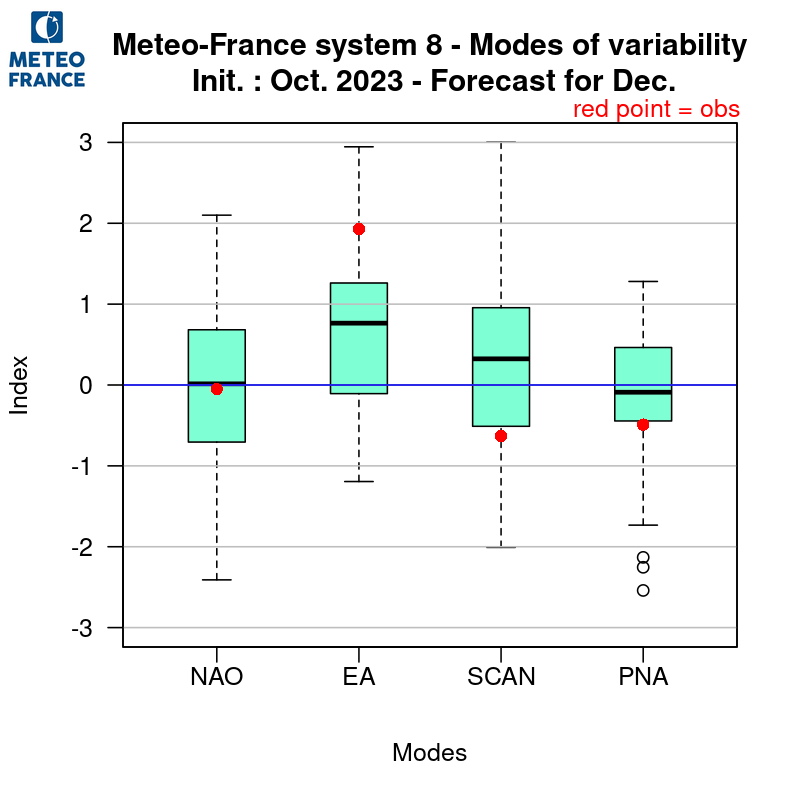 METEO
FRANCE
Meteo-France system 8 - Modes of variability
Init. : Oct. 2023 - Forecast for Dec.
red point = obs
3
2
1
0
-1
-2
-3
Index
NAO EA SCAN PNA
Modes